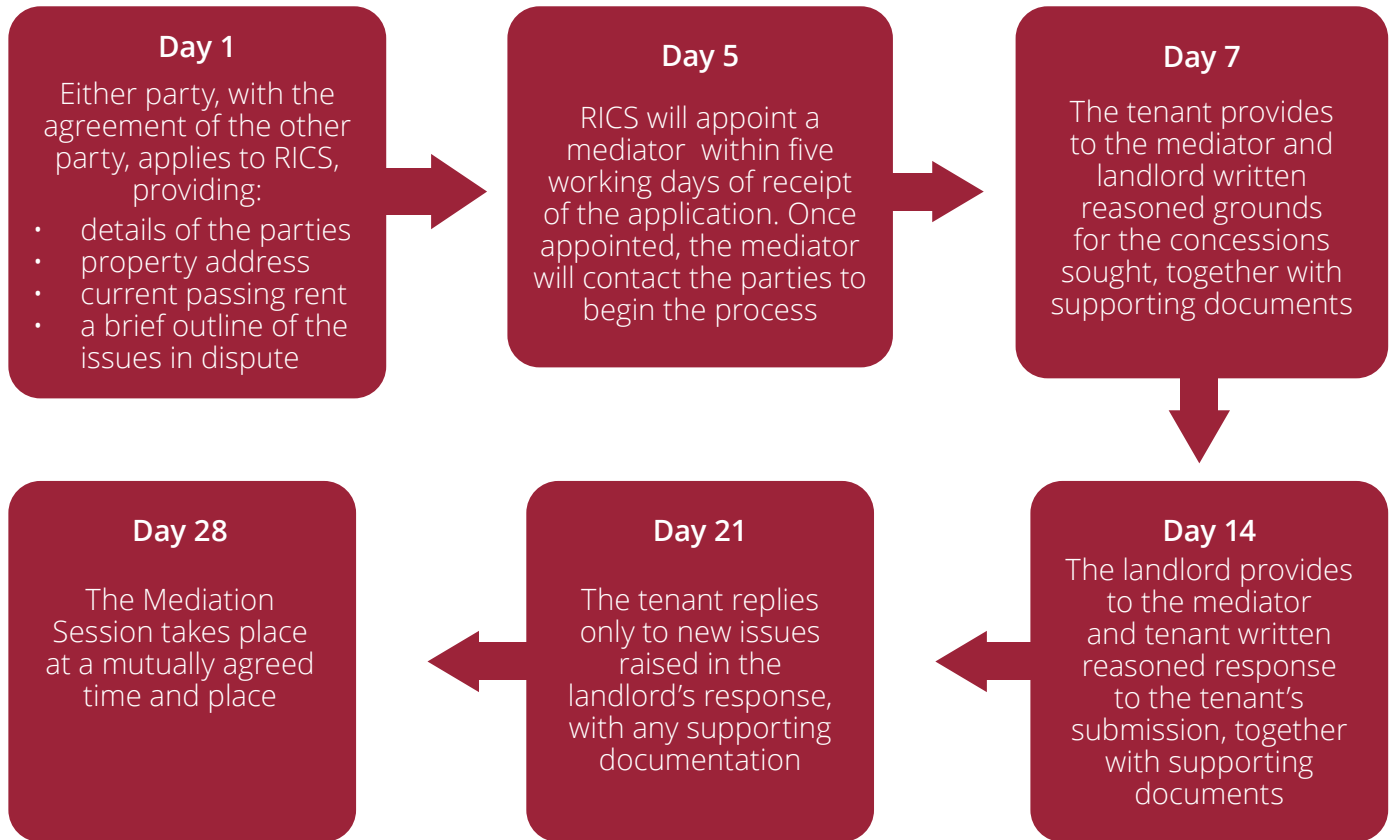 Day 1
Either party, with the
agreement of the other
party, applies to RICS,
providing:
• details of the parties
• property address
• current passing rent
• a brief outline of the
issues in dispute
Day 5
RICS will appoint a
mediator within five
working days of receipt
of the application. Once
appointed, the mediator
will contact the parties to
begin the process
Day 7
The tenant provides
to the mediator and
landlord written
reasoned grounds
for the concessions
sought, together with
supporting documents
Day 14
The landlord provides
to the mediator
and tenant written
reasoned response
to the tenant’s
submission, together
with supporting
documents
Day 21
The tenant replies
only to new issues
raised in the
landlord’s response,
with any supporting
documentation
Day 28
The Mediation
Session takes place
at a mutually agreed
time and place